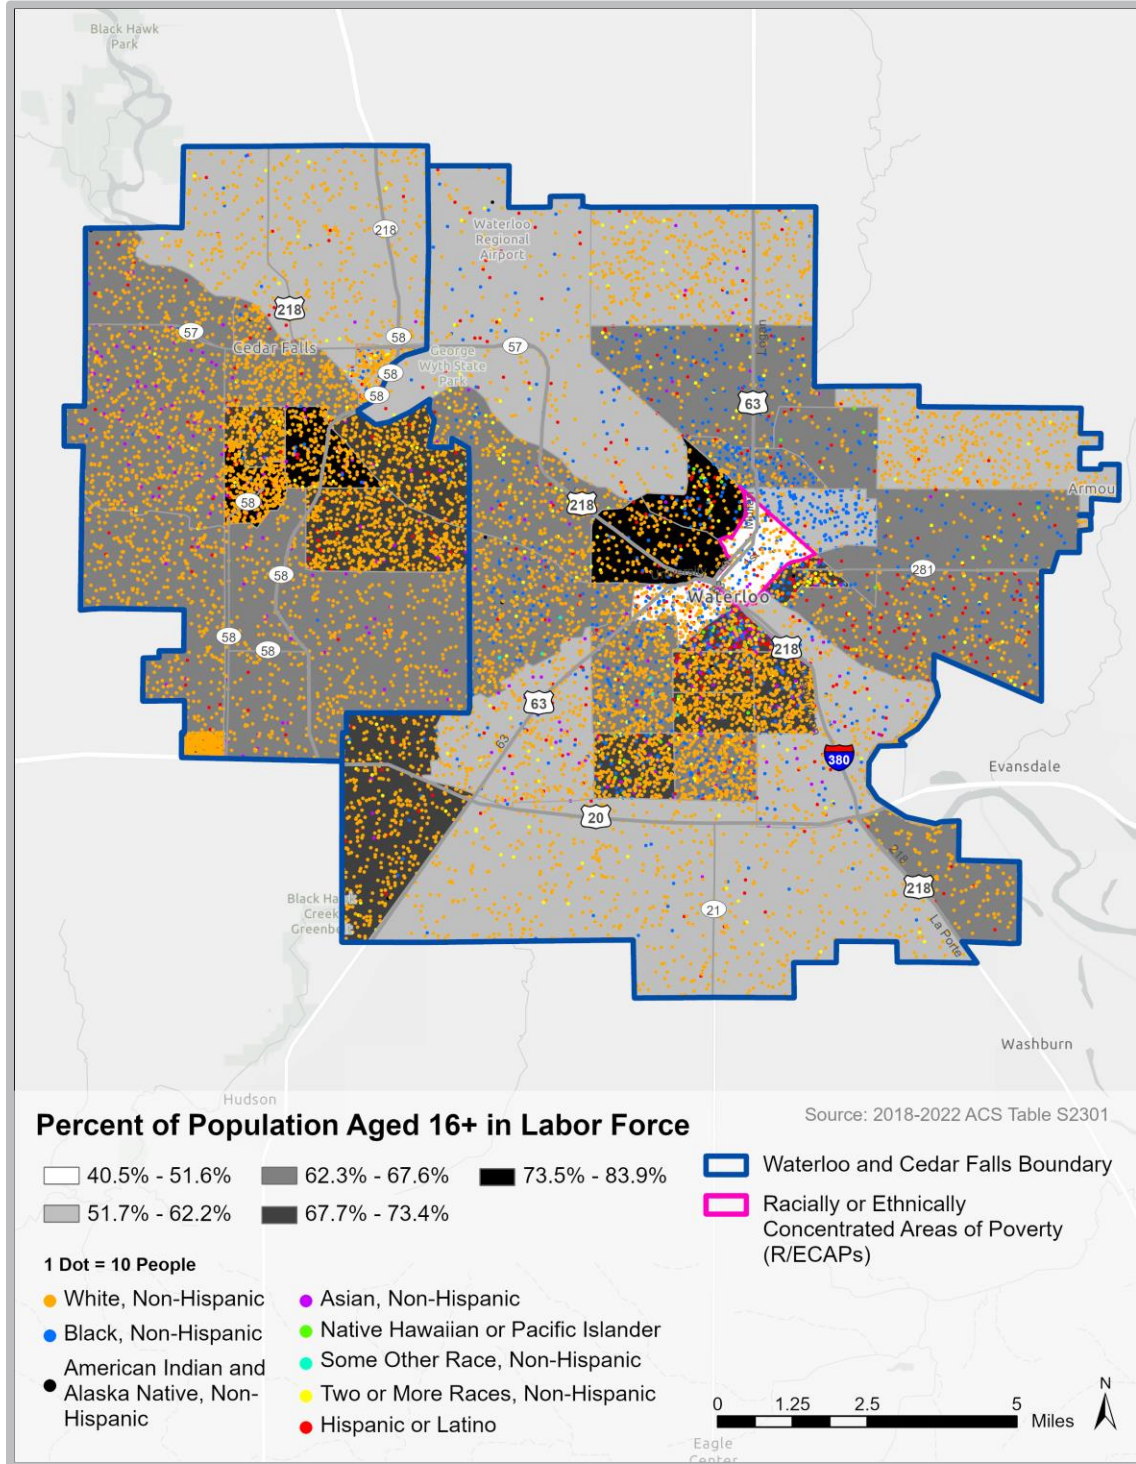 Black Hawk
Park
218
Waterloo
Regional
Airport
218
57
58
57
Cedar Falls
George
Wyth State
Park
58
58
Logan
63
58
218
Armou
281
58
Waterloo
58
58
218
63
63
380
Evansdale
20
218
218
21
La Porte
Black Ha
Creek
Greenbe
Washburn
Hudson
Percent of Population Aged 16+ in Labor Force
Source: 2018-2022 ACS Table S2301
40.5% - 51.6%
62.3% - 67.6%
73.5% - 83.9%
51.7% - 62.2%
67.7% - 73.4%
Waterloo and Cedar Falls Boundary
Racially or Ethnically
Concentrated Areas of Poverty
(R/ECAPs)
1 Dot = 10 People
White, Non-Hispanic
Black, Non-Hispanic
American Indian and
Alaska Native, Non-
Hispanic
Asian, Non-Hispanic
Native Hawaiian or Pacific Islander
Some Other Race, Non-Hispanic
Two or More Races, Non-Hispanic
Hispanic or Latino
N
0 1.25 2.5 5
Miles
Eagle
Center